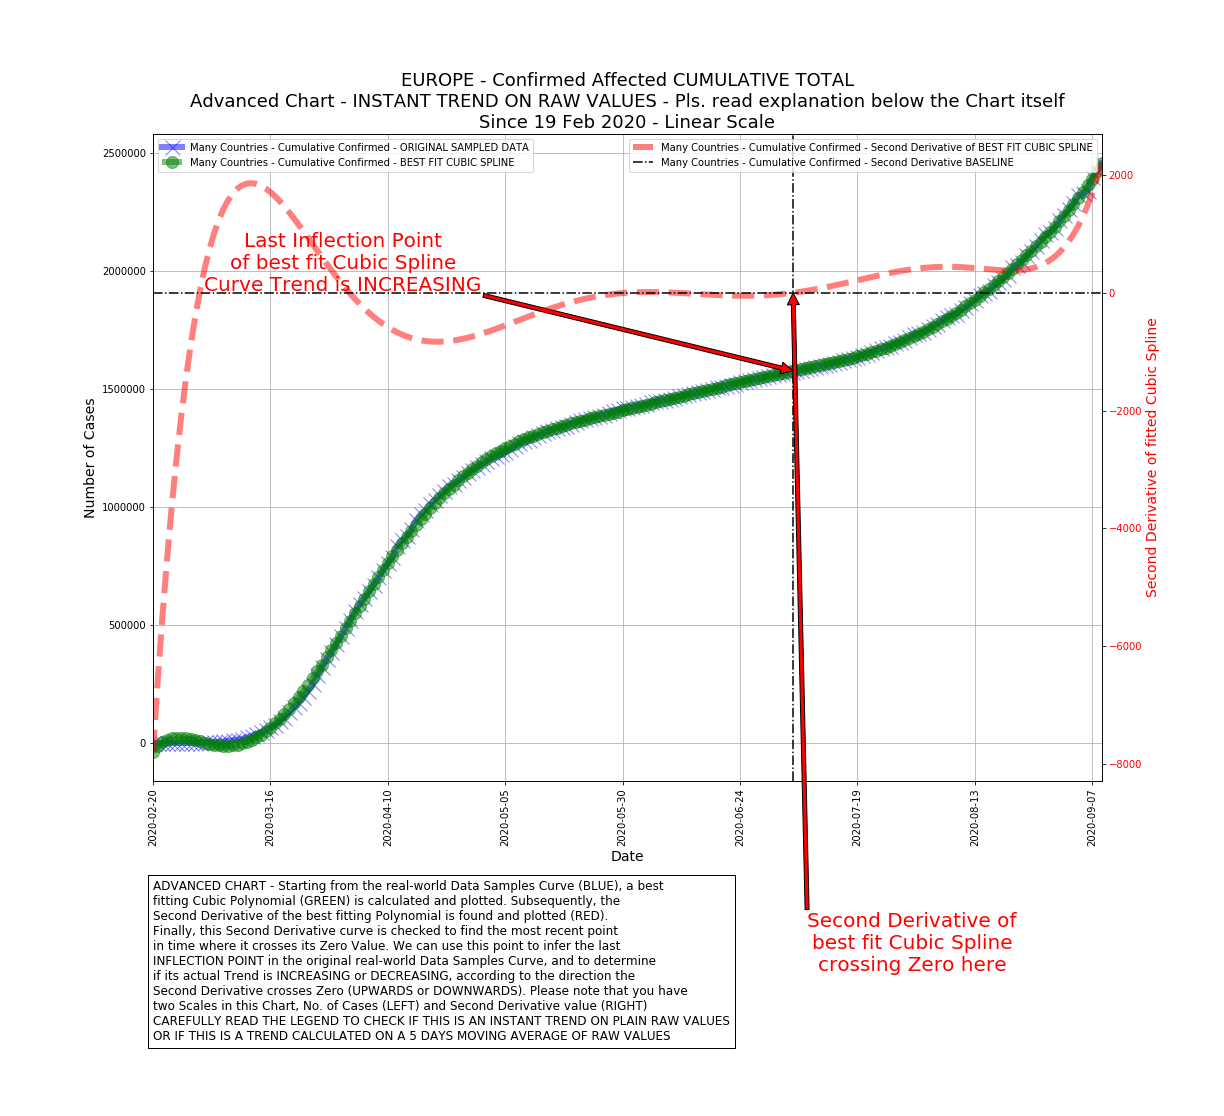 EUROPE - Confirmed Affected CUMULATIVE TOTAL
Advanced Chart - INSTANT TREND ON RAW VALUES - Pls. read explanation below the Chart itself
Since 19 Feb 2020 - Linear Scale
Many Countries - Cumulative Confirmed - ORIGINAL SAMPLED DATA
Many Countries - Cumulative Confirmed - BEST FIT CUBIC SPLINE
Many Countries - Cumulative Confirmed - Second Derivative of BEST FIT CUBIC SPLINE
Many Countries - Cumulative Confirmed - Second Derivative BASELINE
Last Inflection Point
of best fit Cubic Spline
Curve Trend is INCREASING
Number of Cases
2500000
2000000
1500000
1000000
500000
0
2000
0
−2000
−4000
−6000
−8000
Second Derivative of fitted Cubic Spline
2020-02-20
2020-03-16
2020-04-10
2020-05-05
2020-05-30
2020-06-24
2020-07-19
2020-08-13
2020-09-07
Date
Second Derivative of
best fit Cubic Spline
crossing Zero here
ADVANCED CHART - Starting from the real-world Data Samples Curve (BLUE), a best
fitting Cubic Polynomial (GREEN) is calculated and plotted. Subsequently, the
Second Derivative of the best fitting Polynomial is found and plotted (RED).
Finally, this Second Derivative curve is checked to find the most recent point
in time where it crosses its Zero Value. We can use this point to infer the last
INFLECTION POINT in the original real-world Data Samples Curve, and to determine
if its actual Trend is INCREASING or DECREASING, according to the direction the
Second Derivative crosses Zero (UPWARDS or DOWNWARDS). Please note that you have
two Scales in this Chart, No. of Cases (LEFT) and Second Derivative value (RIGHT)
CAREFULLY READ THE LEGEND TO CHECK IF THIS IS AN INSTANT TREND ON PLAIN RAW VALUES
OR IF THIS IS A TREND CALCULATED ON A 5 DAYS MOVING AVERAGE OF RAW VALUES